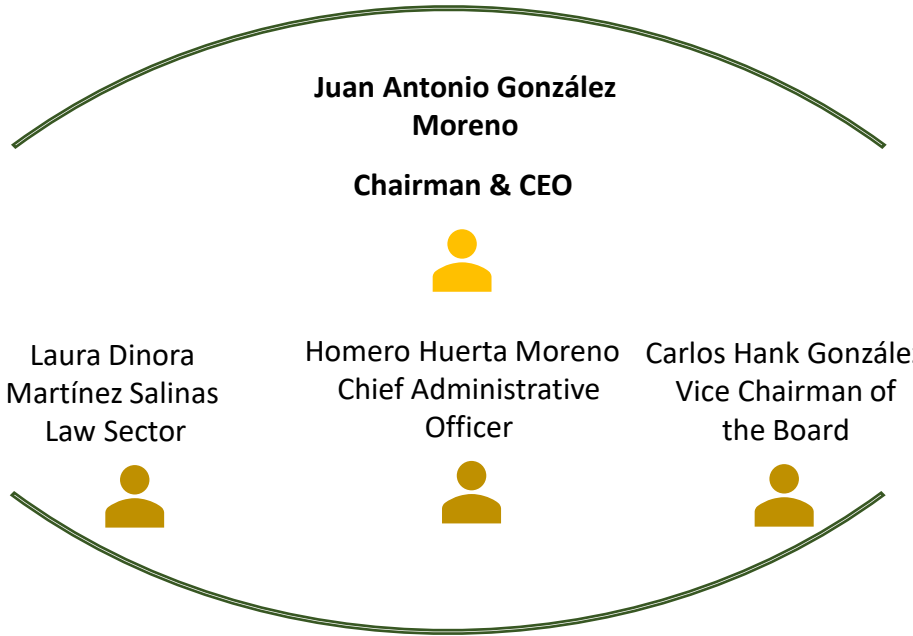 Juan Antonio González
Moreno
Chairman & CEO
Laura Dinora
Martínez Salinas
Law Sector
Homero Huerta Moreno
Chief Administrative
Officer
Carlos Hank González
Vice Chairman of
the Board